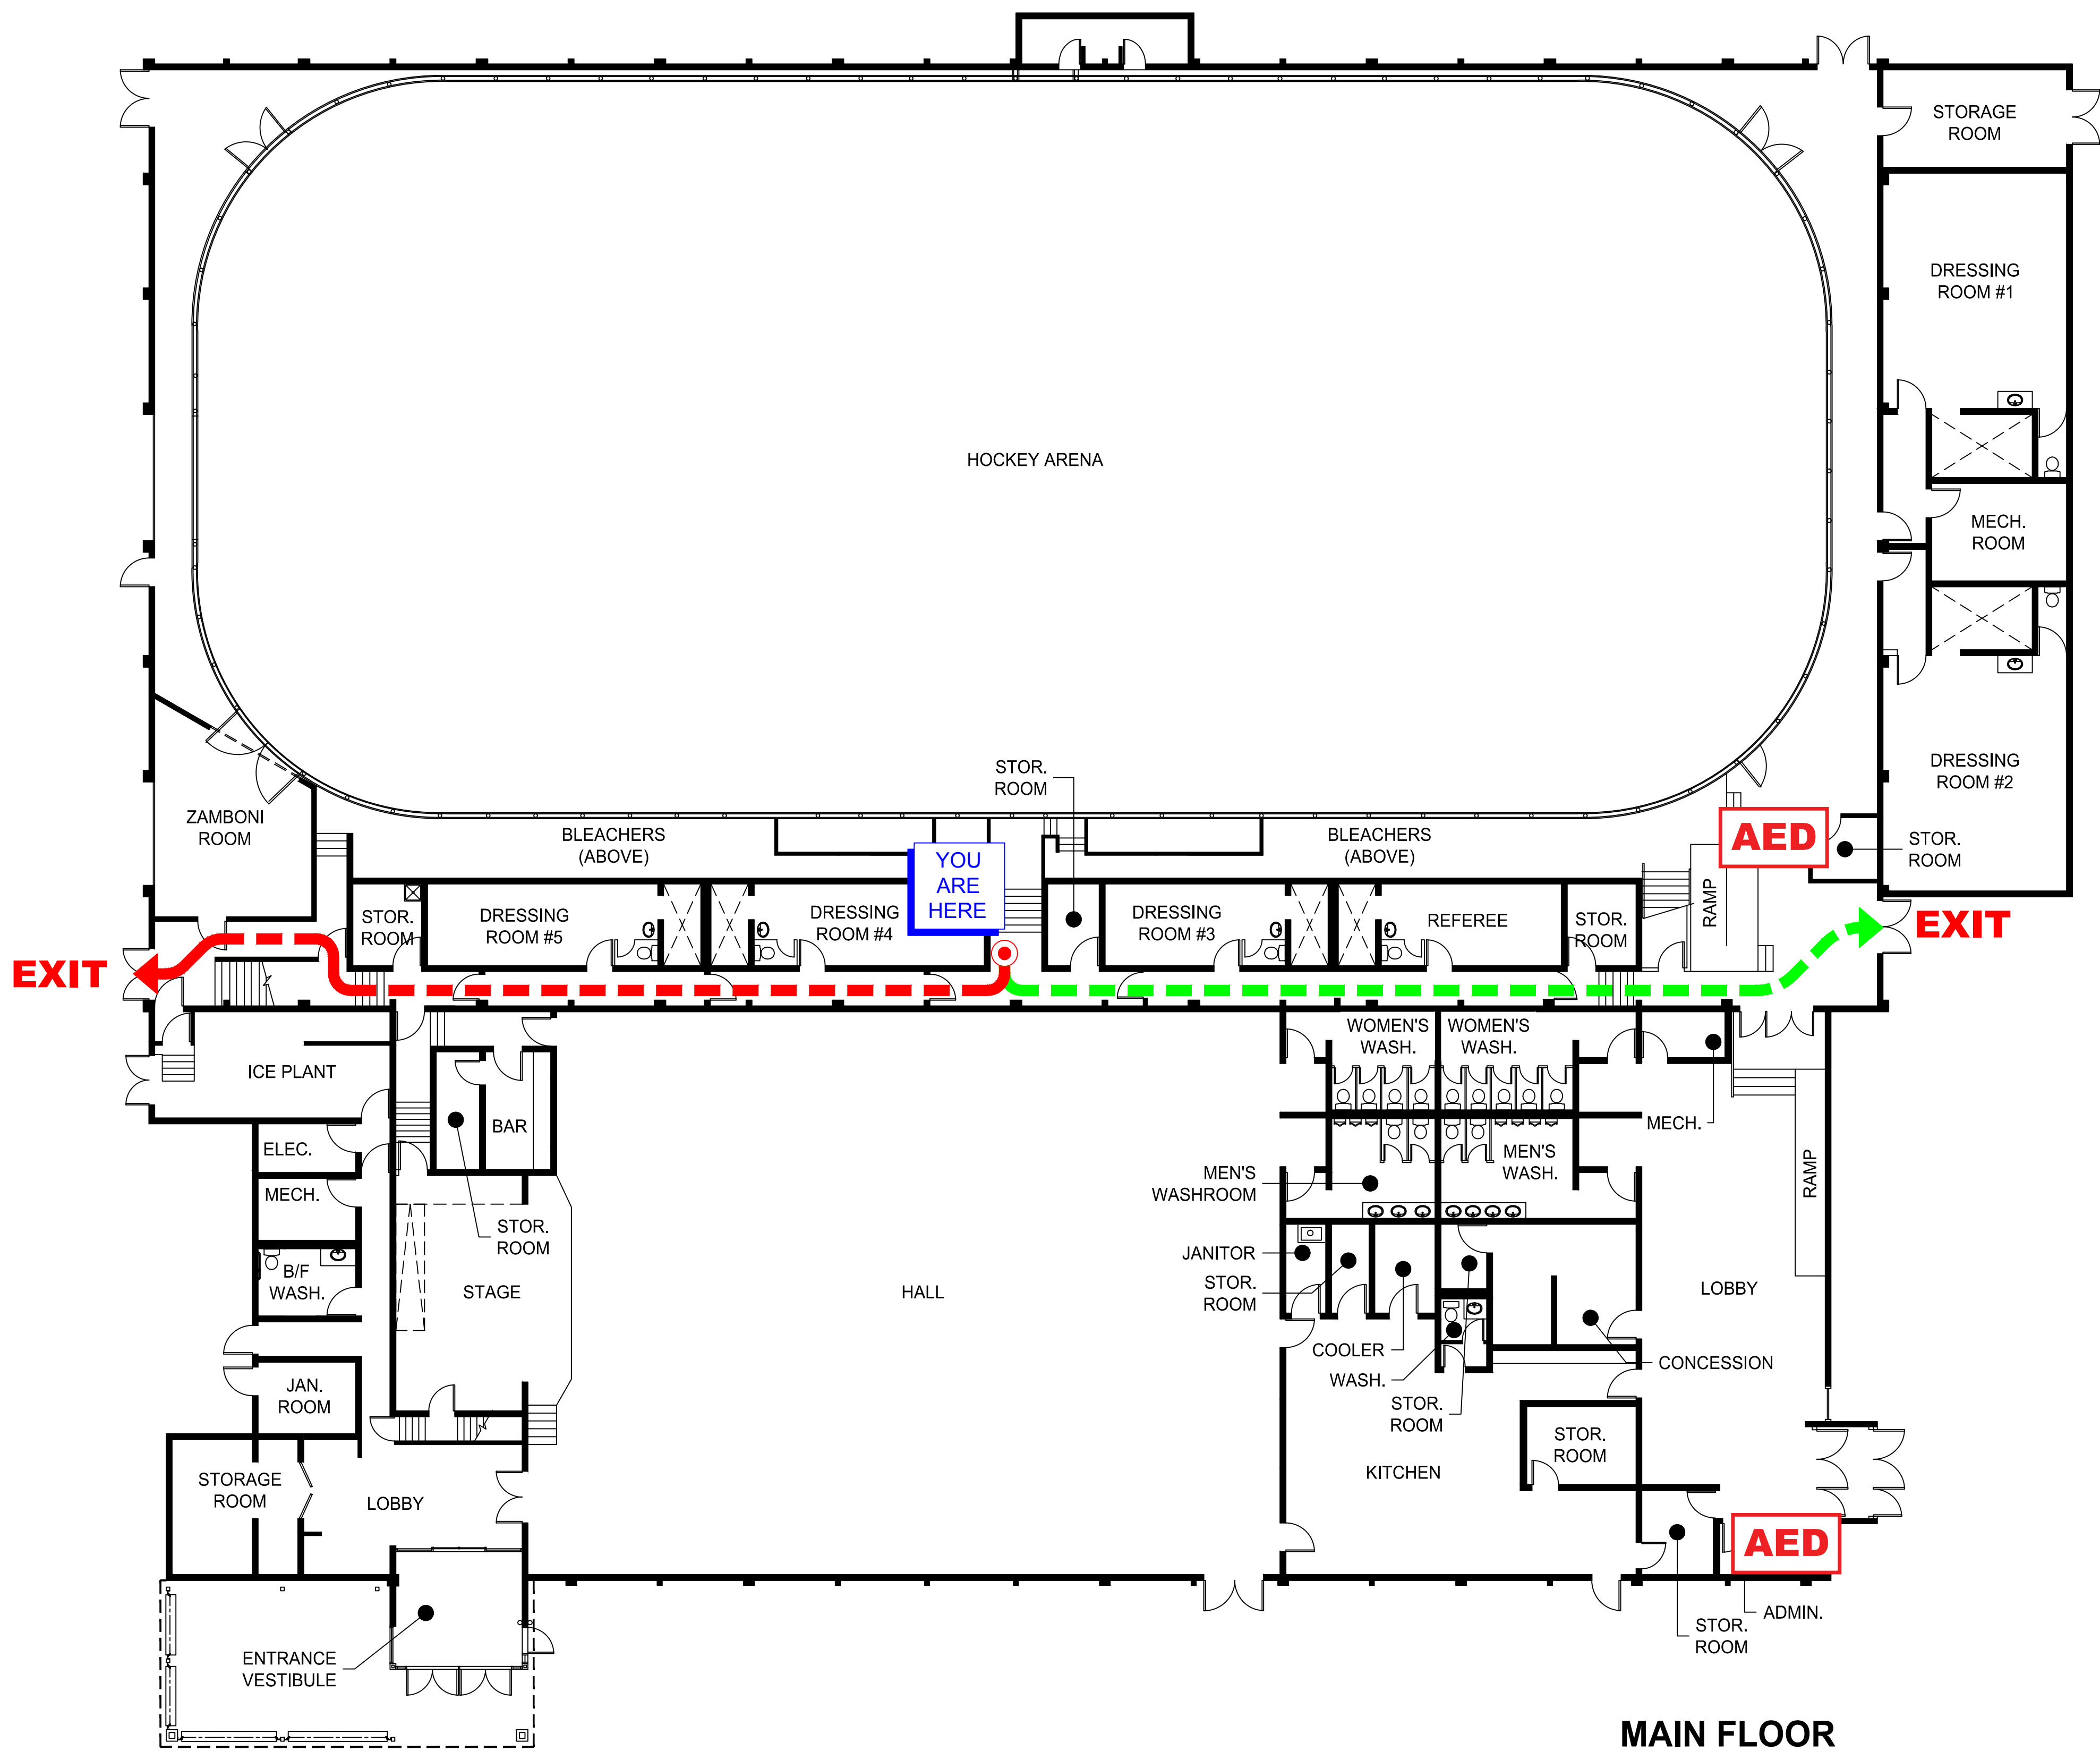 STORAGE
ROOM
DRESSING
ROOM #1
HOCKEY ARENA
MECH.
ROOM
STOR.
ROOM
DRESSING
ROOM #2
ZAMBONI
ROOM
BLEACHERS
(ABOVE)
BLEACHERS
(ABOVE)
AED
STOR.
ROOM
YOU
ARE
HERE
RAMP
STOR.
ROOM
DRESSING
ROOM #5
DRESSING
ROOM #4
DRESSING
ROOM #3
REFEREE
STOR.
ROOM
EXIT
EXIT
WOMEN'S
WASH.
WOMEN'S
WASH.
ICE PLANT
BAR
MECH.
ELEC.
MEN'S
WASH.
MEN'S
WASHROOM
RAMP
MECH.
STOR.
ROOM
JANITOR
B/F
WASH.
STAGE
HALL
STOR.
ROOM
LOBBY
COOLER
CONCESSION
WASH.
JAN.
ROOM
STOR.
ROOM
STOR.
ROOM
KITCHEN
STORAGE
ROOM
LOBBY
AED
ADMIN.
STOR.
ROOM
ENTRANCE
VESTIBULE
MAIN FLOOR